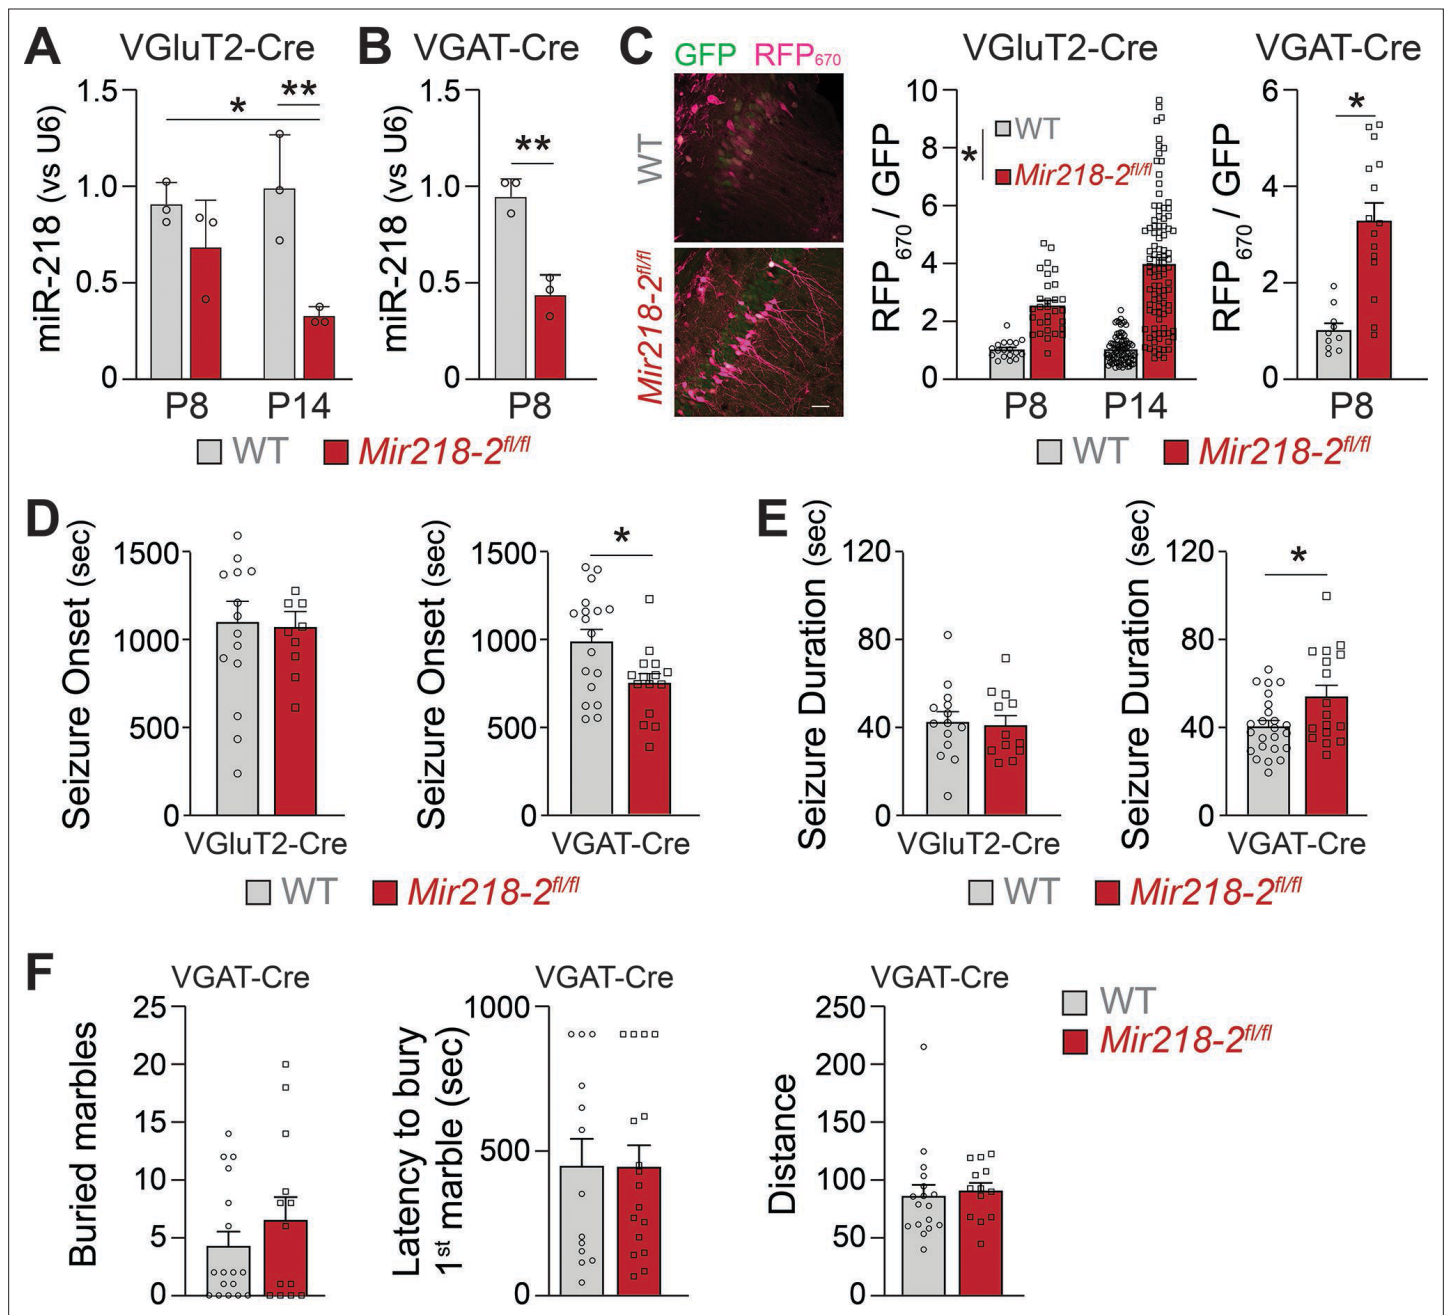 A
VGluT2-Cre
miR-218 (vs U6)
1.5
1.0
0.5
0
*
**
P8
P14
B
VGAT-Cre
miR-218 (vs U6)
1.5
1.0
0.5
0
**
P8
WT
Mir218-2fl/fl
C
GFP RFP670
WT
Mir218-2fl/fl
VGluT2-Cre
RFP670 / GFP
10
8
6
4
2
0
*
WT
Mir218-2fl/fl
P8
P14
VGAT-Cre
RFP670 / GFP
6
4
2
0
*
P8
WT
Mir218-2fl/fl
D
Seizure Onset (sec)
1500
1000
500
0
VGluT2-Cre
Seizure Onset (sec)
1500
1000
500
0
*
VGAT-Cre
WT
Mir218-2fl/fl
E
Seizure Duration (sec)
120
80
40
0
VGluT2-Cre
Seizure Duration (sec)
120
80
40
0
*
VGAT-Cre
WT
Mir218-2fl/fl
F
VGAT-Cre
Buried marbles
25
20
15
10
5
0
VGAT-Cre
Latency to bury
1st marble (sec)
1000
500
0
VGAT-Cre
Distance
250
200
150
100
50
0
WT
Mir218-2fl/fl